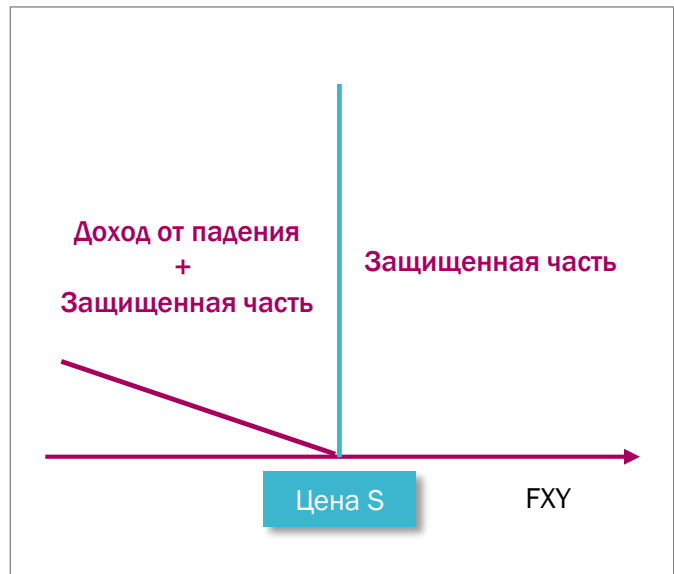 Доход от падения
+
Защищенная часть
Защищенная часть
Цена S
FXY